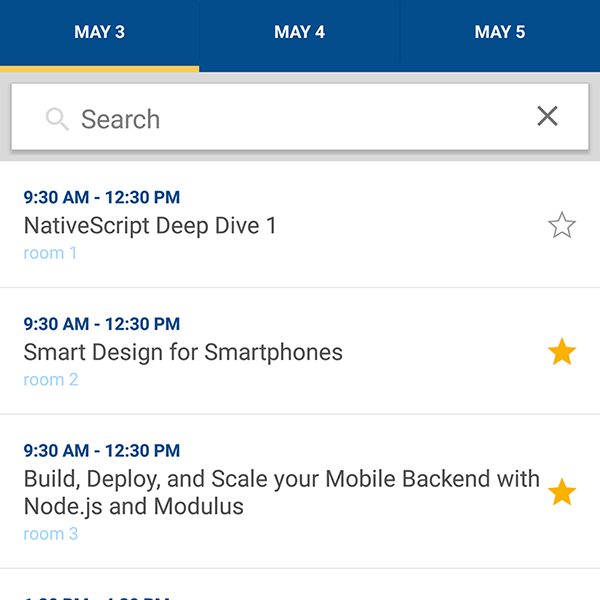 MAY 3 MAY 4 MAY 5
Search
9:30 AM - 12:30 PM
NativeScript Deep Dive 1
room 1
9:30 AM - 12:30 PM
Smart Design for Smartphones
room 2
9:30 AM - 12:30 PM
Build, Deploy, and Scale your Mobile Backend with
Node.js and Modulus
room 3